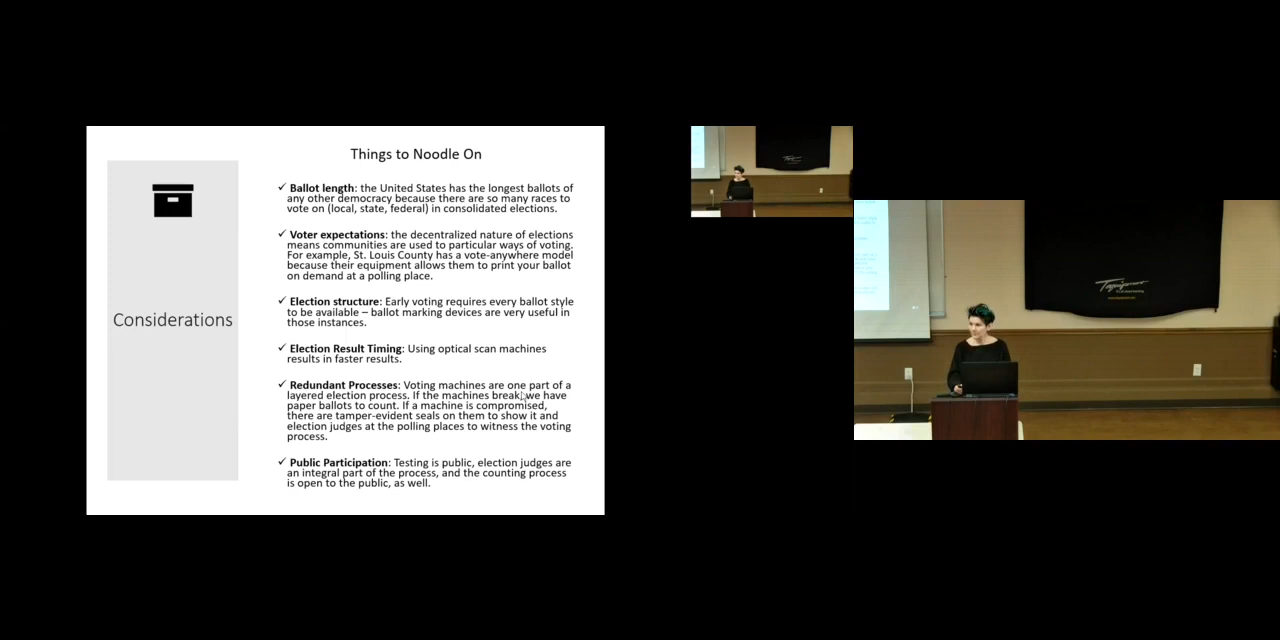 Things to Noodle On
Considerations
✓ Ballot length: the United States has the longest ballots of
any other democracy because there are so many races to
vote on (local, state, federal) in consolidated elections.
✓ Voter expectations: the decentralized nature of elections
means communities are used to particular ways of voting.
For example, St. Louis County has a vote-anywhere model
because their equipment allows them to print your ballot
on demand at a polling place.
✓ Election structure: Early voting requires every ballot style
to be available – ballot marking devices are very useful in
those instances.
✓ Election Result Timing: Using optical scan machines
results in faster results.
✓ Redundant Processes: Voting machines are one part of a
layered election process. If the machines break, we have
paper ballots to count. If a machine is compromised,
there are tamper-evident seals on them to show it and
election judges at the polling places to witness the voting
process.
✓ Public Participation: Testing is public, election judges are
an integral part of the process, and the counting process
is open to the public, as well.